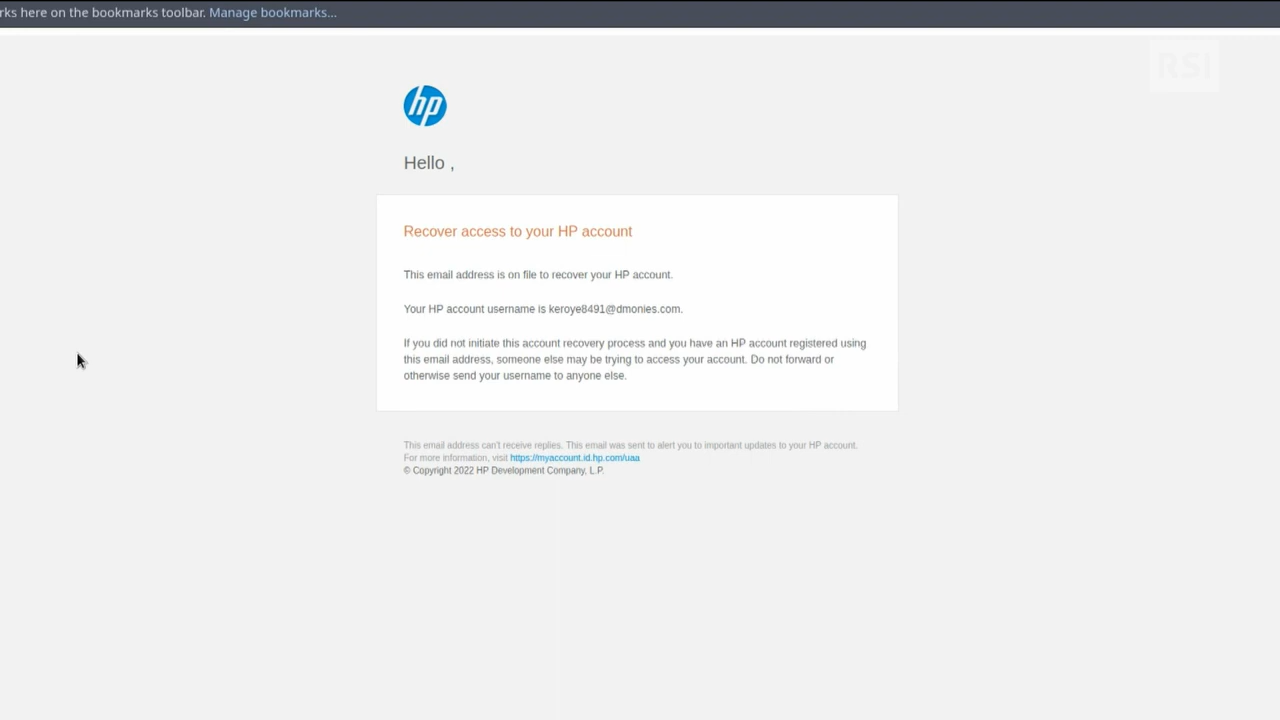 rks here on the bookmarks toolbar. Manage bookmarks...
RSI
hp
Hello ,
Recover access to your HP account
This email address is on file to recover your HP account.
Your HP account username is keroye8491@dmonies.com.
If you did not initiate this account recovery process and you have an HP account registered using
this email address, someone else may be trying to access your account. Do not forward or
otherwise send your username to anyone else.
This email address can't receive replies. This email was sent to alert you to important updates to your HP account.
For more information, visit https://myaccount.id.hp.com/uaa
© Copyright 2022 HP Development Company, L.P.